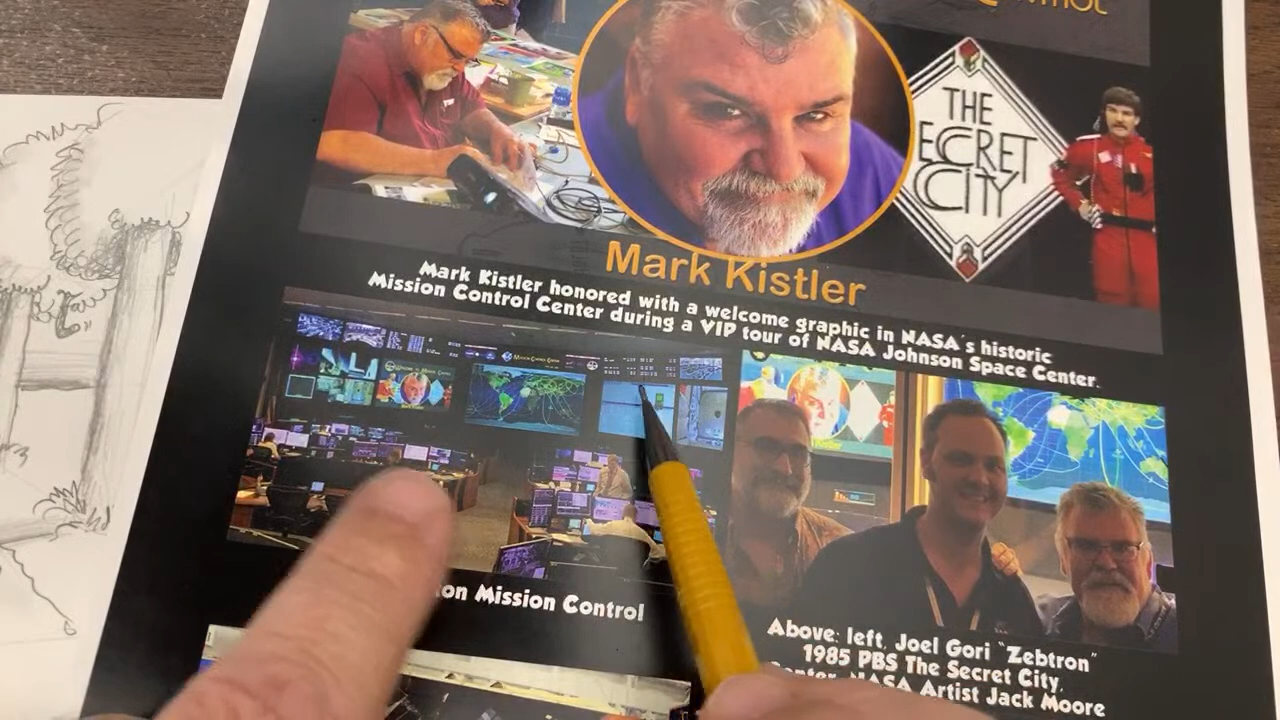 THE
ECRET
CITY
Mark Kistler
Mark Kistler honored with a welcome graphic in NASA's historic
Mission Control Center during a VIP tour of NASA Johnson Space Center.
Mission Control
Above: left, Joel Gori "Zebtron"
1985 PBS The Secret City,
NASA Artist Jack Moore